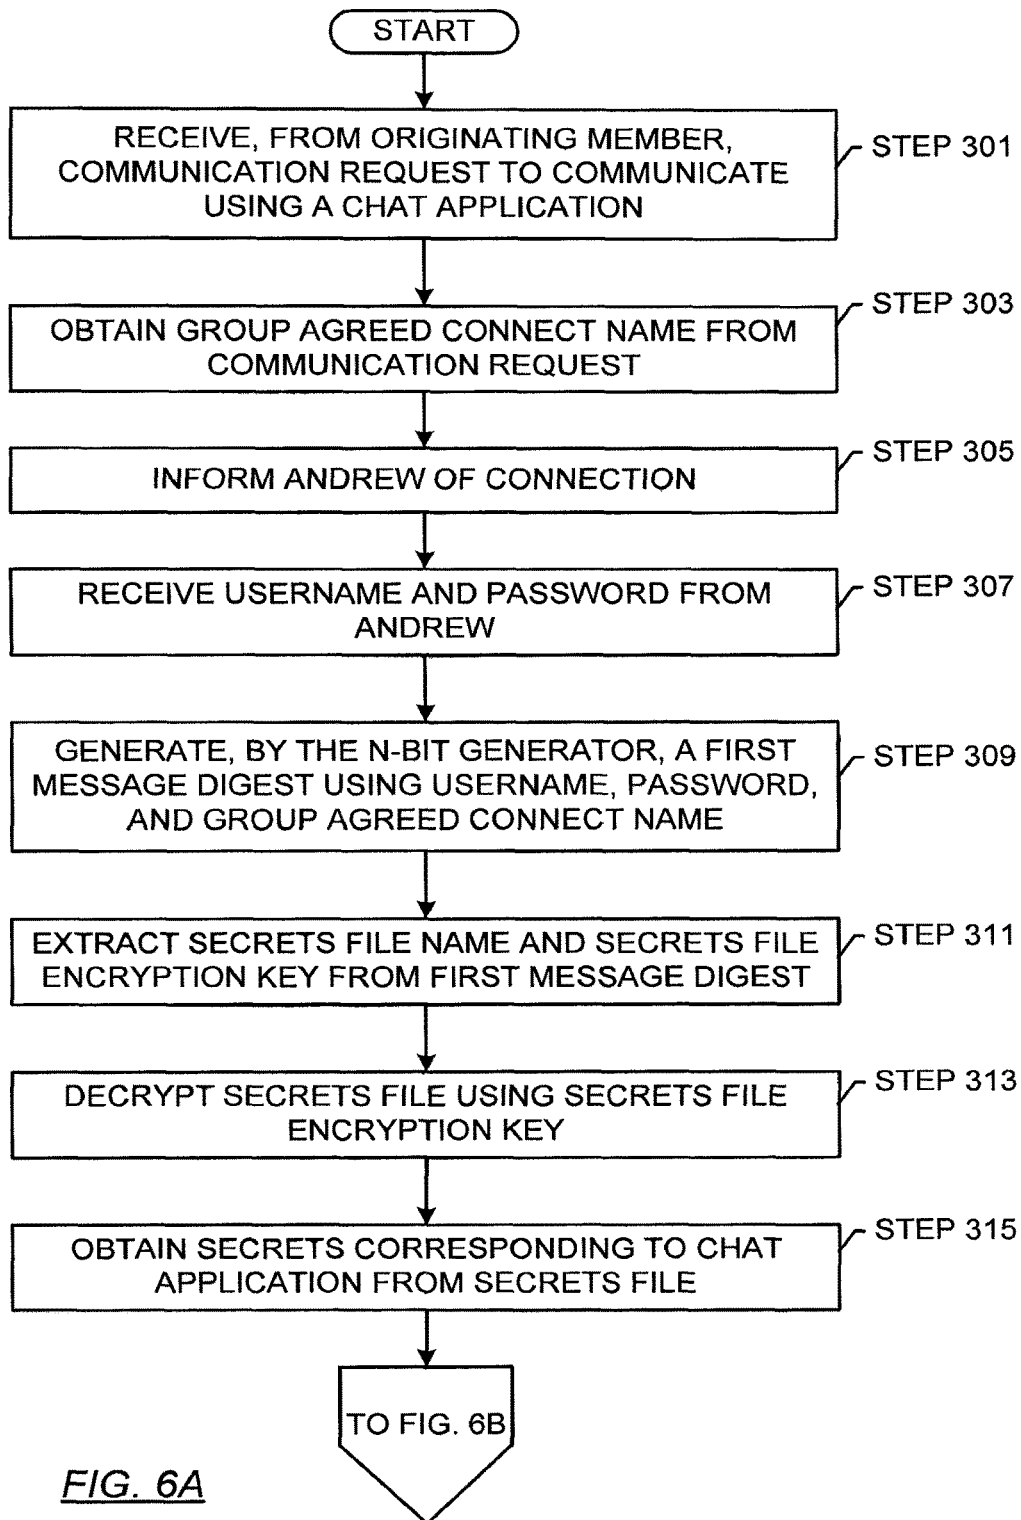 START
RECEIVE, FROM ORIGINATING MEMBER,
COMMUNICATION REQUEST TO COMMUNICATE
USING A CHAT APPLICATION
STEP 301
OBTAIN GROUP AGREED CONNECT NAME FROM
COMMUNICATION REQUEST
STEP 303
INFORM ANDREW OF CONNECTION
STEP 305
RECEIVE USERNAME AND PASSWORD FROM
ANDREW
STEP 307
GENERATE, BY THE N-BIT GENERATOR, A FIRST
MESSAGE DIGEST USING USERNAME, PASSWORD,
AND GROUP AGREED CONNECT NAME
STEP 309
EXTRACT SECRETS FILE NAME AND SECRETS FILE
ENCRYPTION KEY FROM FIRST MESSAGE DIGEST
STEP 311
DECRYPT SECRETS FILE USING SECRETS FILE
ENCRYPTION KEY
STEP 313
OBTAIN SECRETS CORRESPONDING TO CHAT
APPLICATION FROM SECRETS FILE
STEP 315
TO FIG. 6B
FIG. 6A